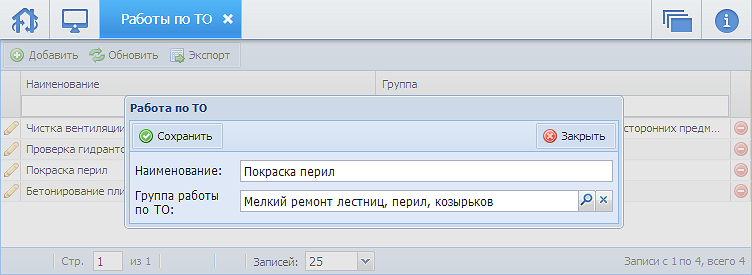 Работы по ТО
Добавить Обновить Экспорт
Наименование Группа
Работа по ТО
Сохранить Закрыть
Чистка вентиляции сторонних предм...
Проверка гидранто
Наименование: Покраска перил
Покраска перил
Группа работы по ТО: Мелкий ремонт лестниц, перил, козырьков
Бетонирование пли
Стр. 1 из 1 Записей: 25 Записи с 1 по 4, всего 4